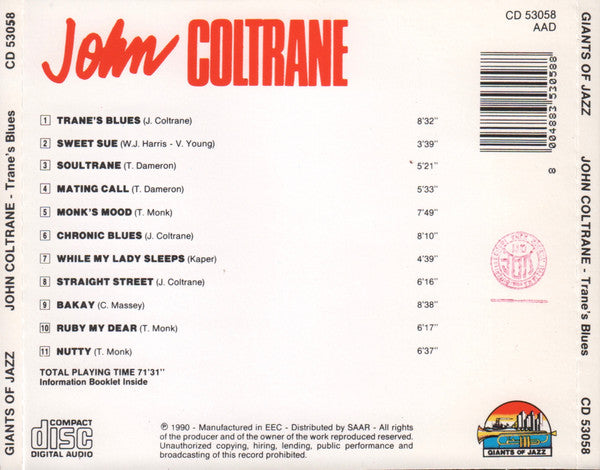 CD 53058
JOHN COLTRANE - Trane's Blues
GIANTS OF JAZZ
John COLTRANE
CD 53058
AAD
1 TRANE'S BLUES (J. Coltrane) 8'32''
2 SWEET SUE (W.J. Harris - V. Young) 3'39''
3 SOULTRANE (T. Dameron) 5'21''
4 MATING CALL (T. Dameron) 5'33''
5 MONK'S MOOD (T. Monk) 7'49''
6 CHRONIC BLUES (J. Coltrane) 8'10''
7 WHILE MY LADY SLEEPS (Kaper) 4'39''
8 STRAIGHT STREET (J. Coltrane) 6'16''
9 BAKAY (C. Massey) 8'38''
10 RUBY MY DEAR (T. Monk) 6'17''
11 NUTTY (T. Monk) 6'37''
TOTAL PLAYING TIME 71'31''
Information Booklet Inside
COMPACT
disc
DIGITAL AUDIO
℗ 1990 - Manufactured in EEC - Distributed by SAAR - All rights
of the producer and of the owner of the work reproduced reserved.
Unauthorized copying, hiring, lending, public performance and
broadcasting of this record prohibited.
8
004883530588
GIANTS OF JAZZ
GIANTS OF JAZZ
JOHN COLTRANE - Trane's Blues
CD 53058